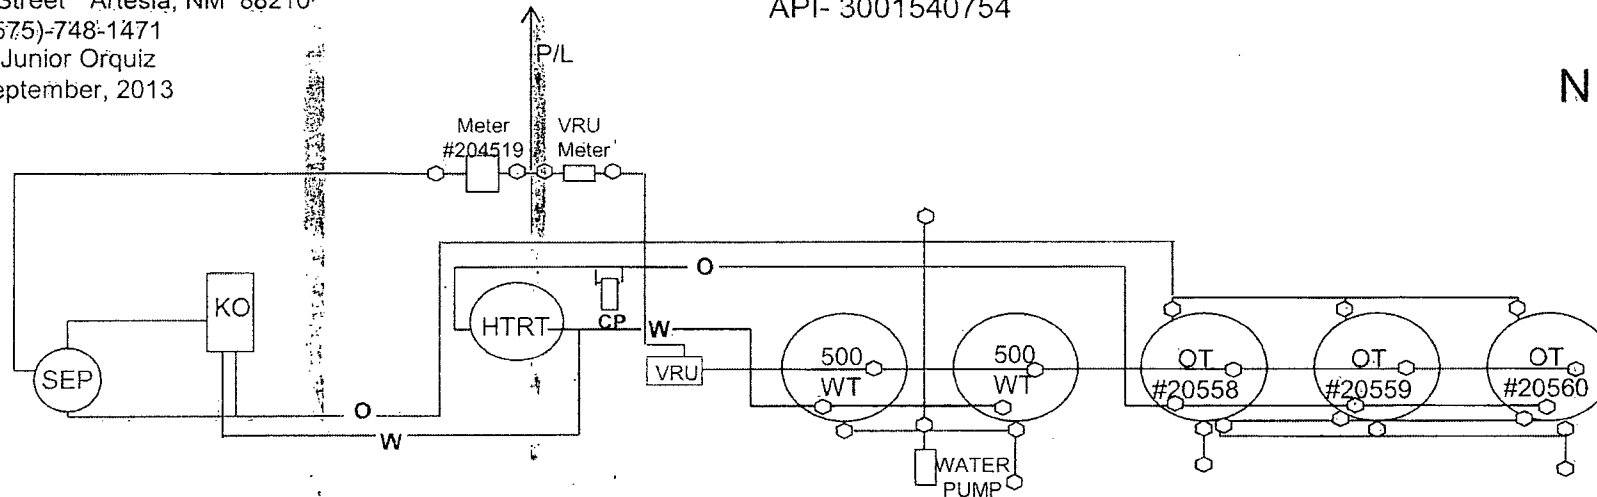 Street Artesia, NM 88210
575)-748-1471
Junior Orquiz
eptember, 2013
API- 3001540754
N
P/L
Meter
#204519
VRU
Meter
O
KO
HTRT
CP
W
SEP
VRU
500
WT
500
WT
OT
#20558
OT
#20559
OT
#20560
O
W
WATER
PUMP